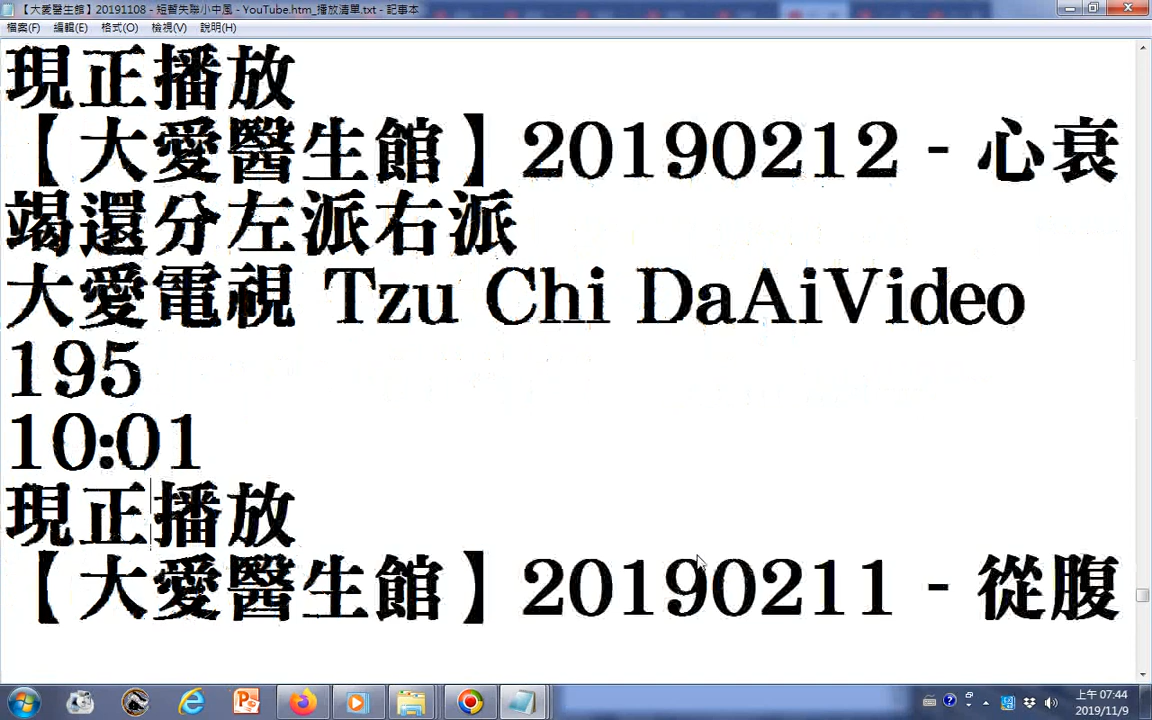 【大愛醫生館】20191108 - 短暫失聯小中風 - YouTube.htm_播放清單.txt - 記事本
檔案(F) 編輯(E) 格式(O) 檢視(V) 說明(H)
現正播放
【大愛醫生館】20190212 - 心衰
竭還分左派右派
大愛電視 Tzu Chi DaAiVideo
195
10:01
現正播放
【大愛醫生館】20190211 - 從腹
上午 07:44
2019/11/9